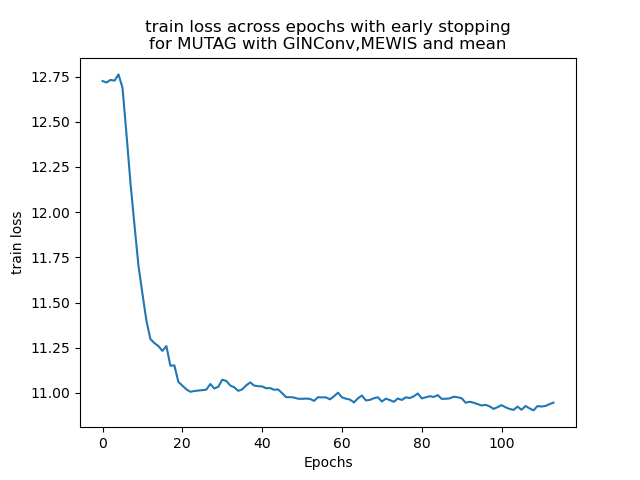 train loss across epochs with early stopping
for MUTAG with GINConv,MEWIS and mean
12.75
12.50
12.25
12.00
11.75
11.50
11.25
11.00
train loss
0 20 40 60 80 100
Epochs